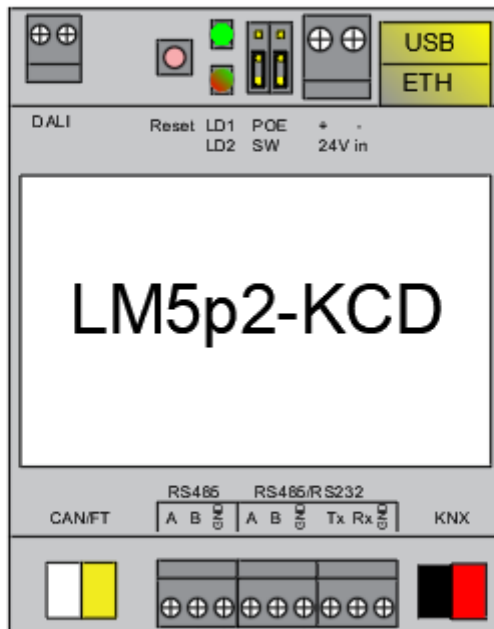 USB
ETH
DALI
Reset LD1 POE + -
LD2 SW 24V in
LM5p2-KCD
RS485 RS485/RS232
CAN/FT A B GND A B GND Tx Rx GND KNX